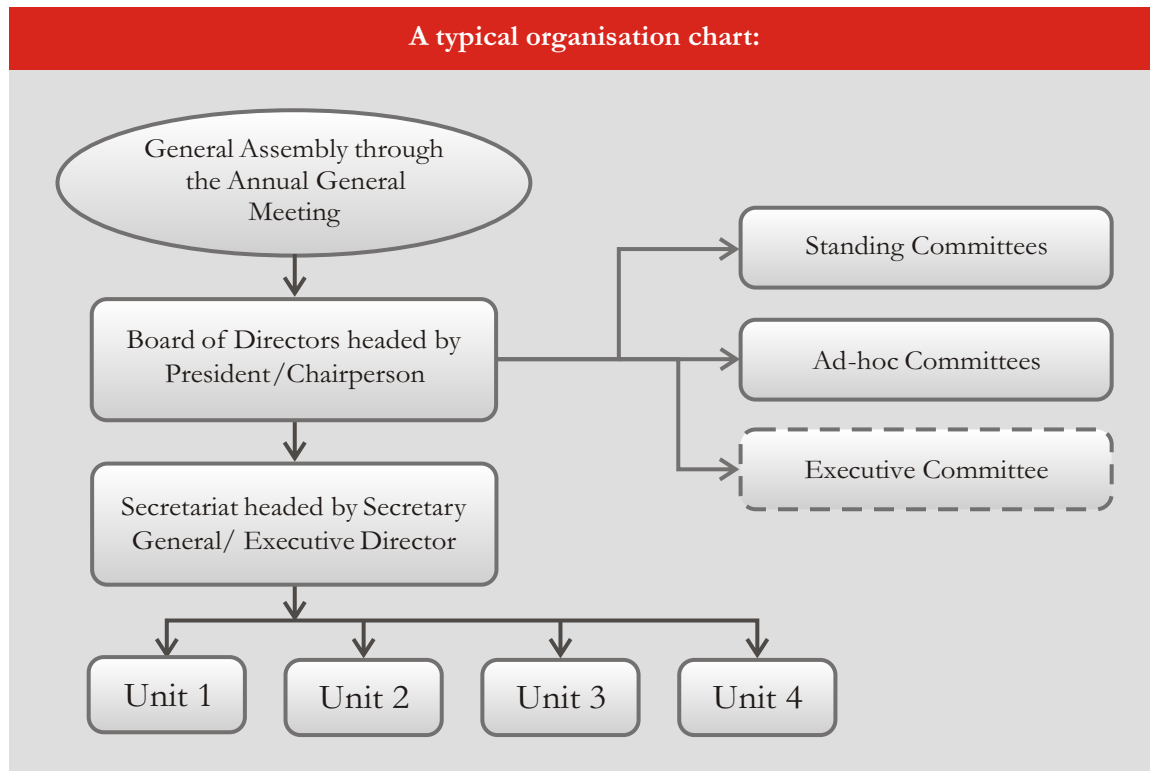 A typical organisation chart:
General Assembly through
the Annual General
Meeting
Standing Committees
Board of Directors headed by
President/Chairperson
Ad-hoc Committees
Executive Committee
Secretariat headed by Secretary
General/ Executive Director
Unit 1
Unit 2
Unit 3
Unit 4